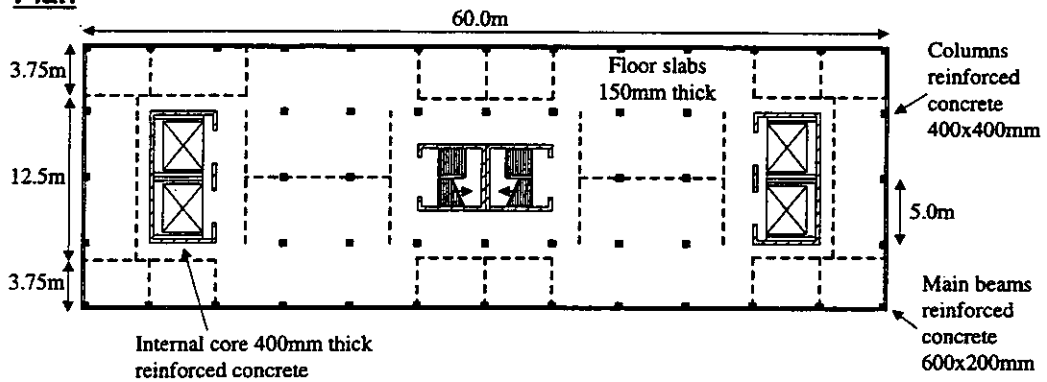 Plan
60.0m
3.75m
Floor slabs
150mm thick
Columns
reinforced
concrete
400x400mm
12.5m
5.0m
3.75m
Main beams
reinforced
concrete
600x200mm
Internal core 400mm thick
reinforced concrete